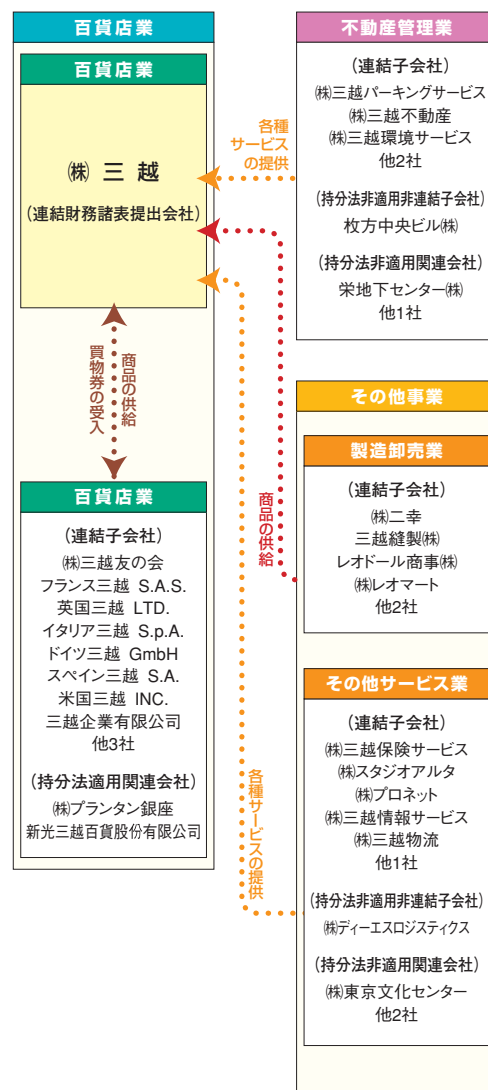 百貨店業
百貨店業
㈱ 三 越
(連結財務諸表提出会社)
買物券の受入
商品の供給
百貨店業
(連結子会社)
㈱三越友の会
フランス三越 S.A.S.
英国三越 LTD.
イタリア三越 S.p.A.
ドイツ三越 GmbH
スペイン三越 S.A.
米国三越 INC.
三越企業有限公司
他3社
(持分法適用関連会社)
㈱プランタン銀座
新光三越百貨股份有限公司
各種
サービス
の提供
商品の供給
各種サービスの提供
不動産管理業
(連結子会社)
㈱三越パーキングサービス
㈱三越不動産
㈱三越環境サービス
他2社
(持分法非適用非連結子会社)
枚方中央ビル㈱
(持分法非適用関連会社)
栄地下センター㈱
他1社
その他事業
製造卸売業
(連結子会社)
㈱二幸
三越縫製㈱
レオドール商事㈱
㈱レオマート
他2社
その他サービス業
(連結子会社)
㈱三越保険サービス
㈱スタジオアルタ
㈱プロネット
㈱三越情報サービス
㈱三越物流
他1社
(持分法非適用非連結子会社)
㈱ディーエスロジスティクス
(持分法非適用関連会社)
㈱東京文化センター
他2社